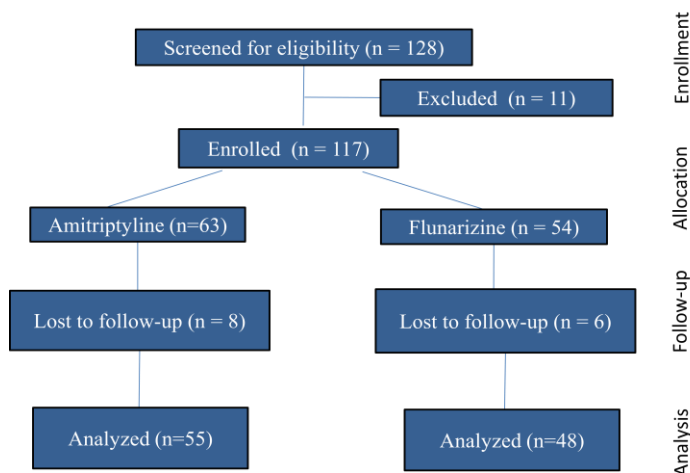 Screened for eligibility (n = 128)
Enrollment
Excluded (n = 11)
Enrolled (n = 117)
Allocation
Amitriptyline (n=63)
Flunarizine (n = 54)
Follow-up
Lost to follow-up (n = 8)
Lost to follow-up (n = 6)
Analyzed (n=55)
Analyzed (n=48)
Analysis